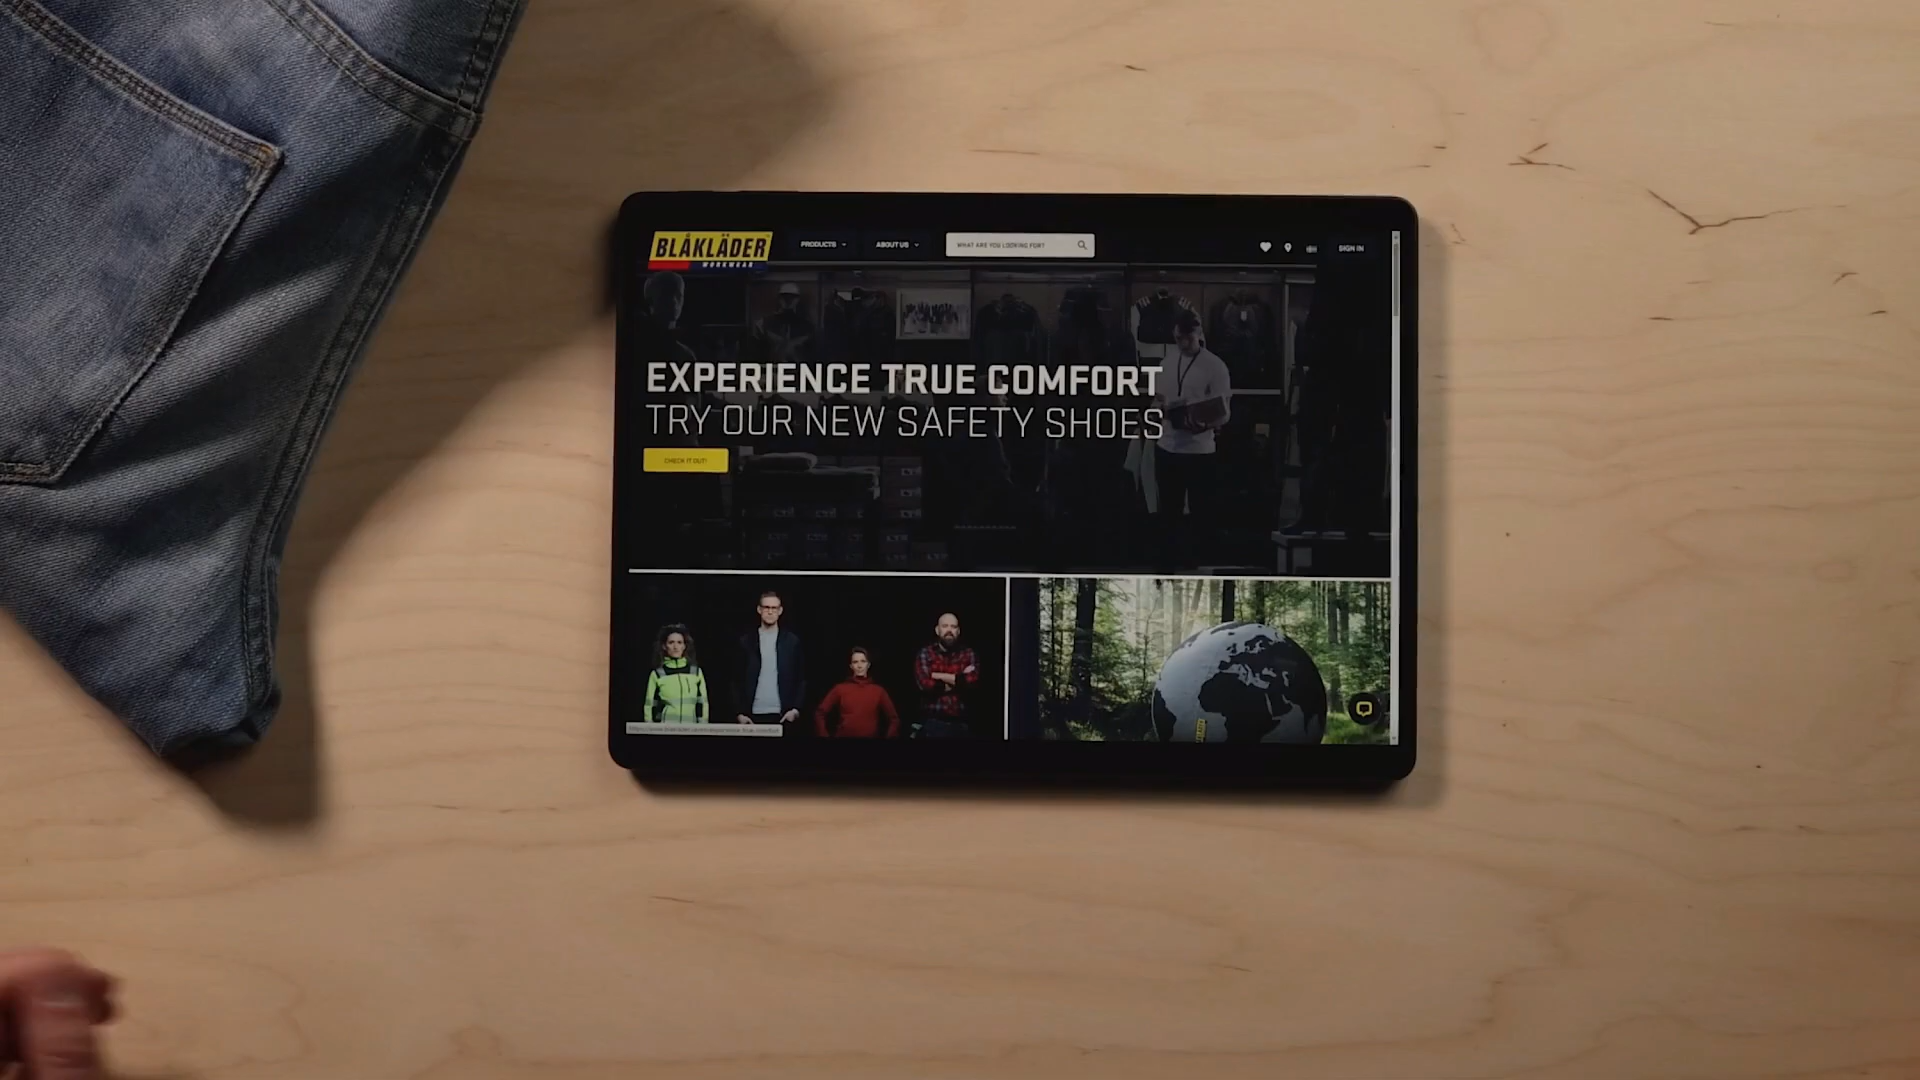 BLÅKLÄDER
WORKWEAR
PRODUCTS
ABOUT US
WHAT ARE YOU LOOKING FOR?
SIGN IN
EXPERIENCE TRUE COMFORT
TRY OUR NEW SAFETY SHOES
CHECK IT OUT!